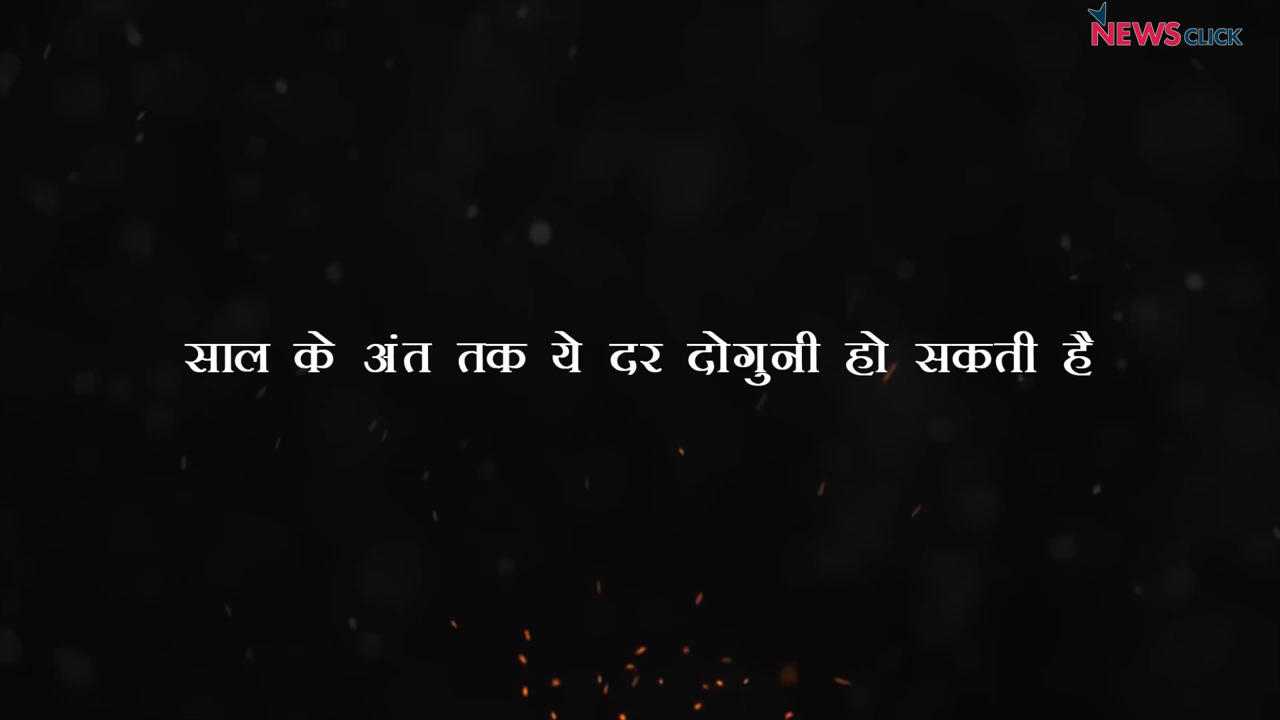 NEWSCLICK
साल के अंत तक ये दर दोगुनी हो सकती है